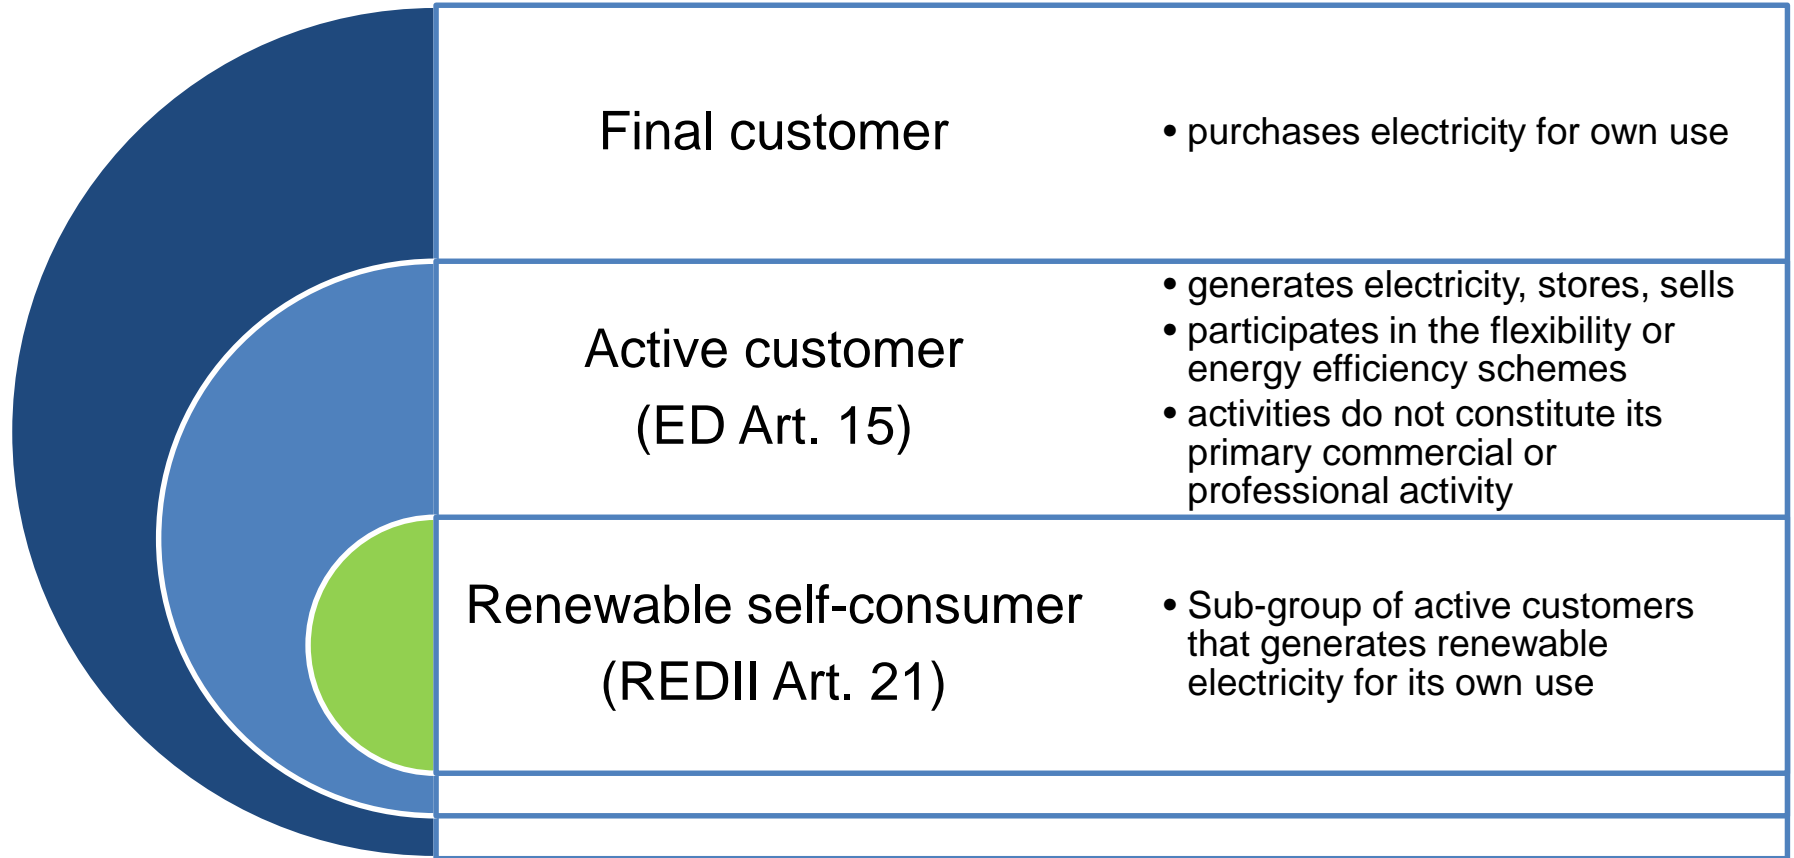 Final customer
• purchases electricity for own use
Active customer
(ED Art. 15)
• generates electricity, stores, sells
• participates in the flexibility or
energy efficiency schemes
• activities do not constitute its
primary commercial or
professional activity
Renewable self-consumer
(REDII Art. 21)
• Sub-group of active customers
that generates renewable
electricity for its own use